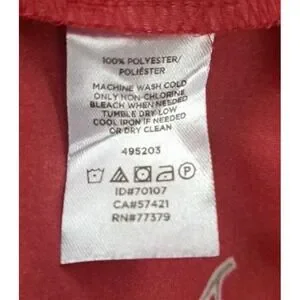 100% POLYESTER/
POLIÉSTER
MACHINE WASH COLD
ONLY NON-CHLORINE
BLEACH WHEN NEEDED
TUMBLE DRY LOW
COOL IRON IF NEEDED
OR DRY CLEAN
495203
P
ID#70107
CA#57421
RN#77379